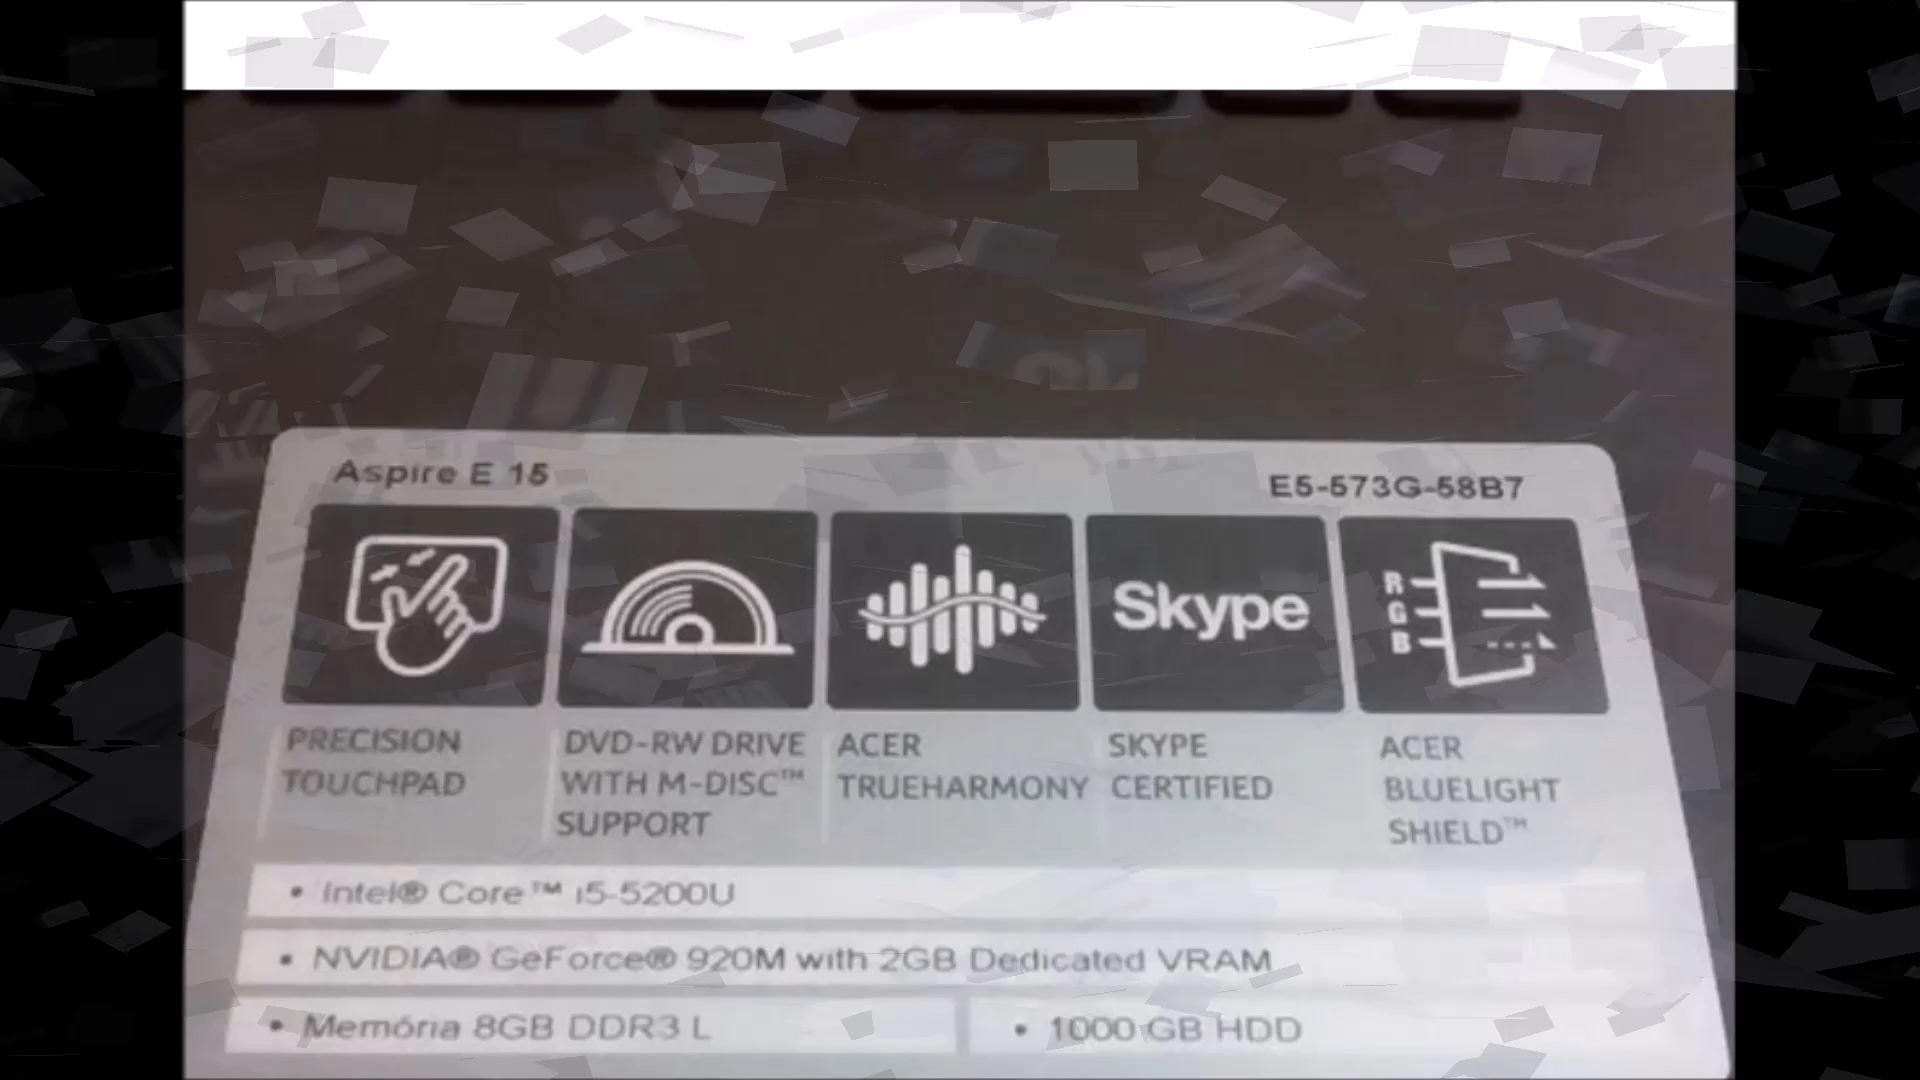 Aspire E 15
E5-573G-58B7
Skype
R
G
B
PRECISION
TOUCHPAD
DVD-RW DRIVE
WITH M-DISC™
SUPPORT
ACER
TRUEHARMONY
SKYPE
CERTIFIED
ACER
BLUELIGHT
SHIELD™
• Intel® Core™ i5-5200U
• NVIDIA® GeForce® 920M with 2GB Dedicated VRAM
• Memória 8GB DDR3 L
• 1000 GB HDD